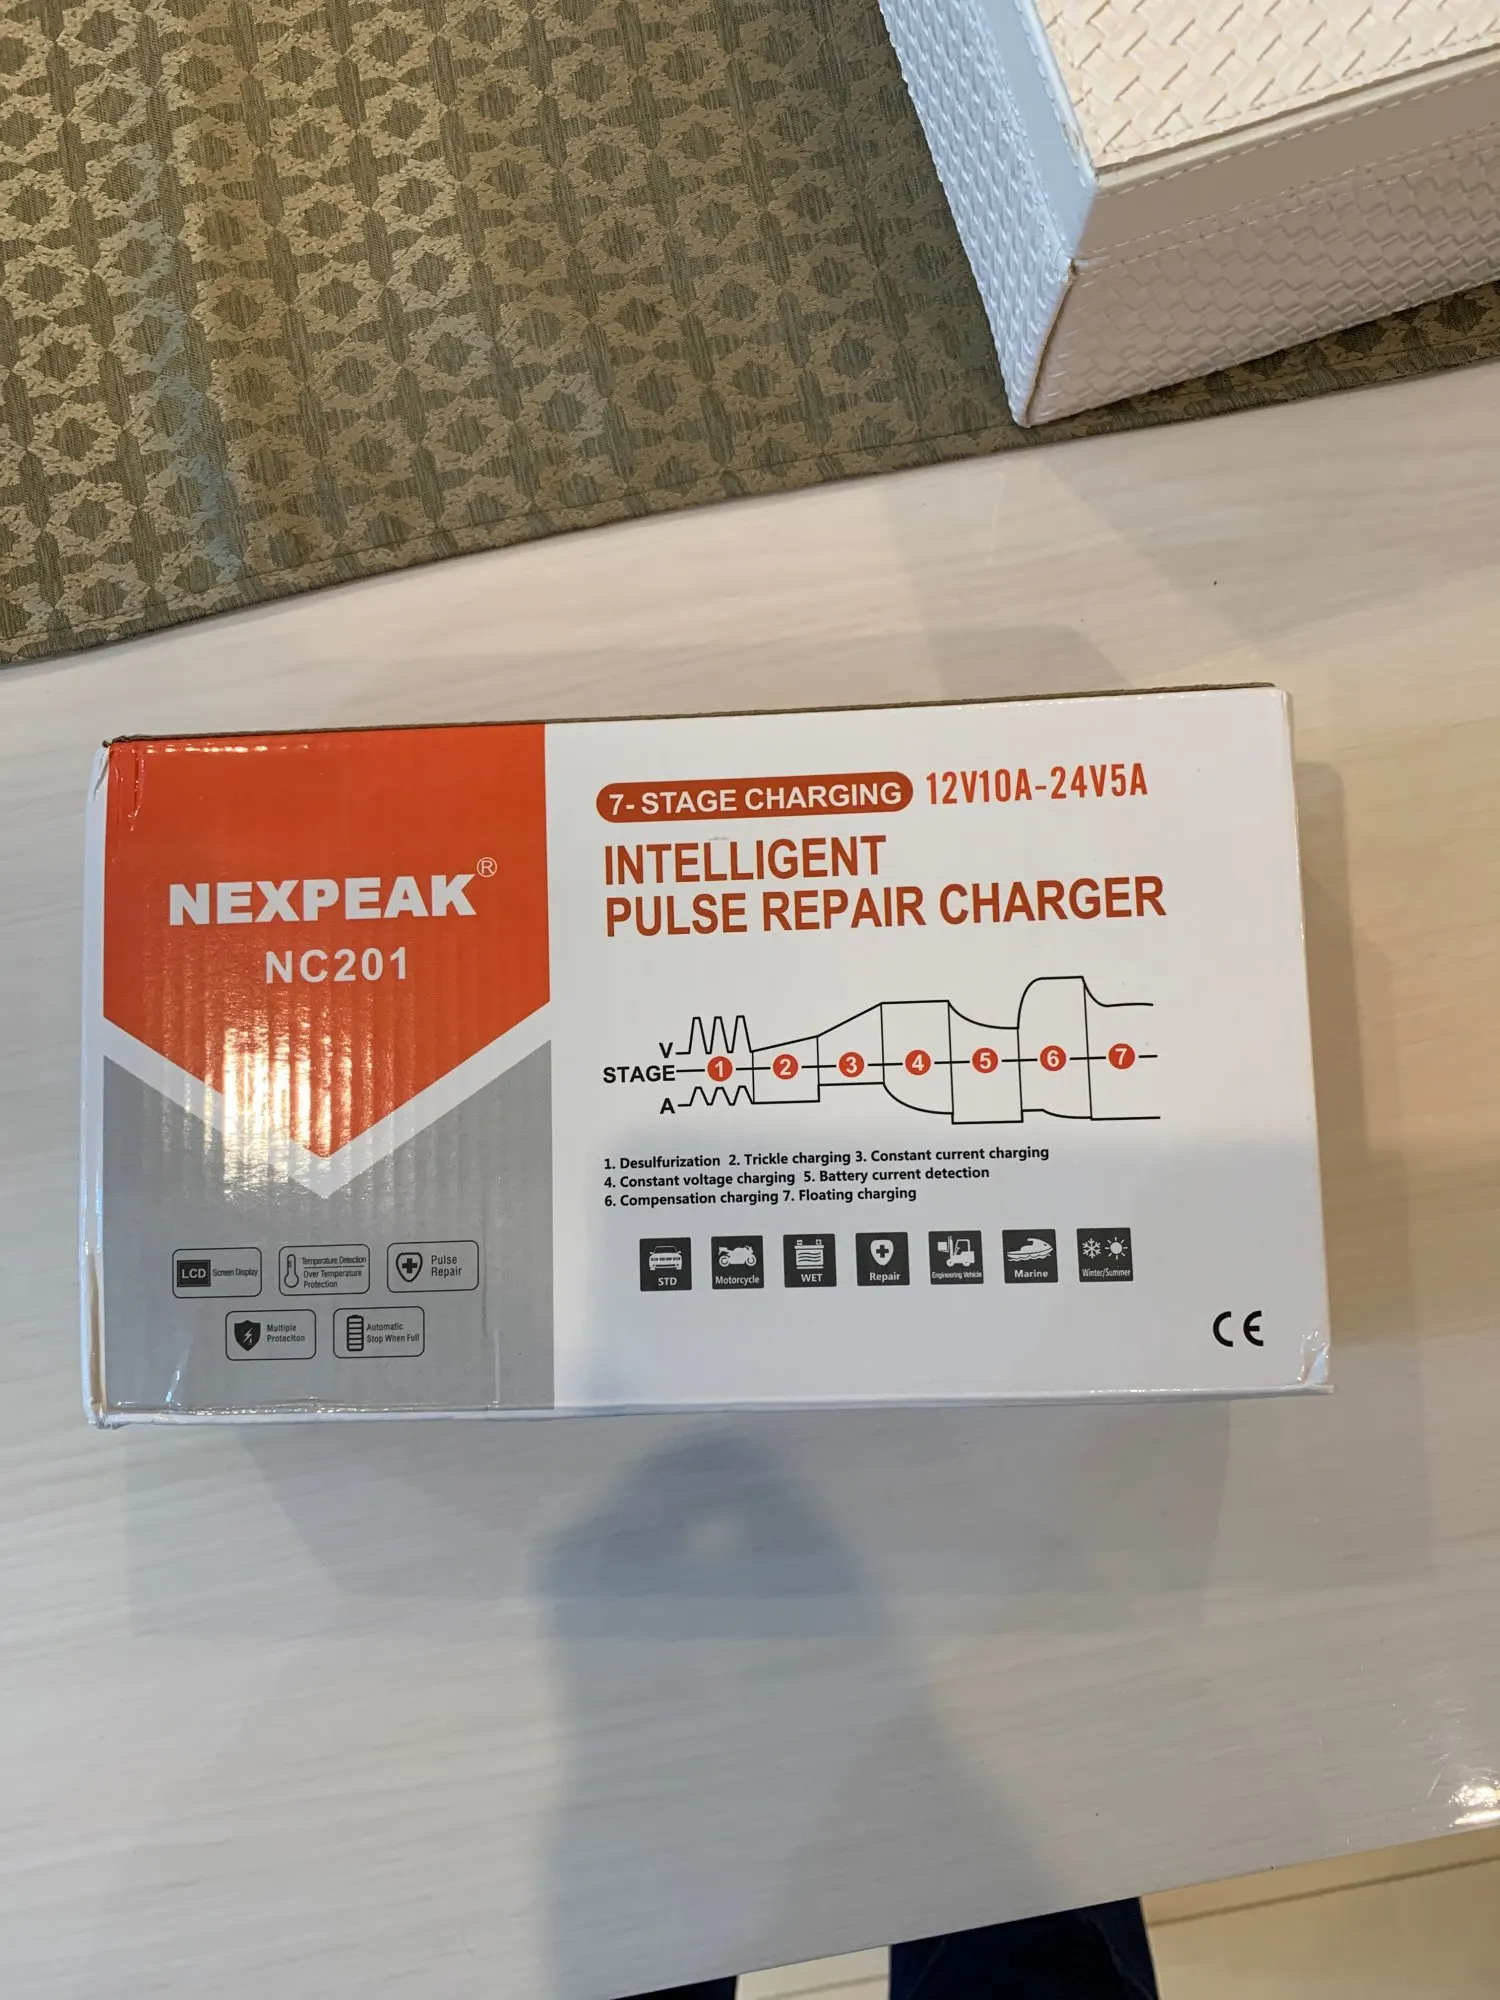 NEXPEAK®
NC201
LCD Screen Display
Temperature Detection
Over Temperature
Protection
Pulse
Repair
Multiple
Proteciton
Automatic
Stop When Full
7- STAGE CHARGING 12V10A-24V5A
INTELLIGENT
PULSE REPAIR CHARGER
V
STAGE 1 2 3 4 5 6 7
A
1. Desulfurization 2. Trickle charging 3. Constant current charging
4. Constant voltage charging 5. Battery current detection
6. Compensation charging 7. Floating charging
STD Motorcycle WET Repair Engineering Vehicle Marine Winter/Summer
CE